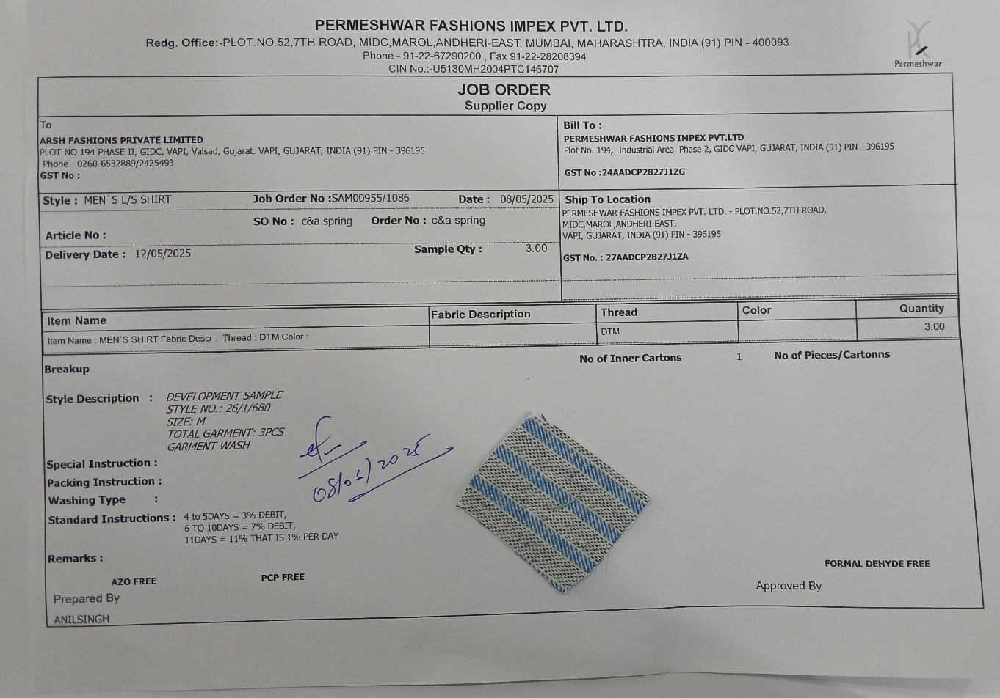 PERMESHWAR FASHIONS IMPEX PVT. LTD.
Redg. Office:-PLOT.NO.52,7TH ROAD, MIDC,MAROL,ANDHERI-EAST, MUMBAI, MAHARASHTRA, INDIA (91) PIN - 400093
Phone - 91-22-67290200 , Fax 91-22-28208394
CIN No.:-U5130MH2004PTC146707
Permeshwar
JOB ORDER
Supplier Copy
To
ARSH FASHIONS PRIVATE LIMITED
PLOT NO 194 PHASE II, GIDC, VAPI, Valsad, Gujarat. VAPI, GUJARAT, INDIA (91) PIN - 396195
Phone - 0260-6532889/2425493
GST No :
Bill To :
PERMESHWAR FASHIONS IMPEX PVT.LTD
Plot No. 194, Industrial Area, Phase 2, GIDC VAPI, GUJARAT, INDIA (91) PIN - 396195
GST No :24AADCP2827J1ZG
Style : MEN`S L/S SHIRT Job Order No :SAM00955/1086 Date : 08/05/2025
SO No : c&a spring Order No : c&a spring
Article No :
Delivery Date : 12/05/2025 Sample Qty : 3.00
Ship To Location
PERMESHWAR FASHIONS IMPEX PVT. LTD. - PLOT.NO.52,7TH ROAD,
MIDC,MAROL,ANDHERI-EAST,
VAPI, GUJARAT, INDIA (91) PIN - 396195
GST No. : 27AADCP2827J1ZA
Item Name Fabric Description Thread Color Quantity
Item Name : MEN`S SHIRT Fabric Descr : Thread : DTM Color : DTM 3.00
Breakup No of Inner Cartons 1 No of Pieces/Cartonns
Style Description : DEVELOPMENT SAMPLE
STYLE NO.: 26/1/680
SIZE: M
TOTAL GARMENT: 3PCS
GARMENT WASH
08/05/2025
Special Instruction :
Packing Instruction :
Washing Type :
Standard Instructions : 4 to 5DAYS = 3% DEBIT,
6 TO 10DAYS = 7% DEBIT,
11DAYS = 11% THAT IS 1% PER DAY
Remarks :
AZO FREE PCP FREE FORMAL DEHYDE FREE
Prepared By Approved By
ANILSINGH